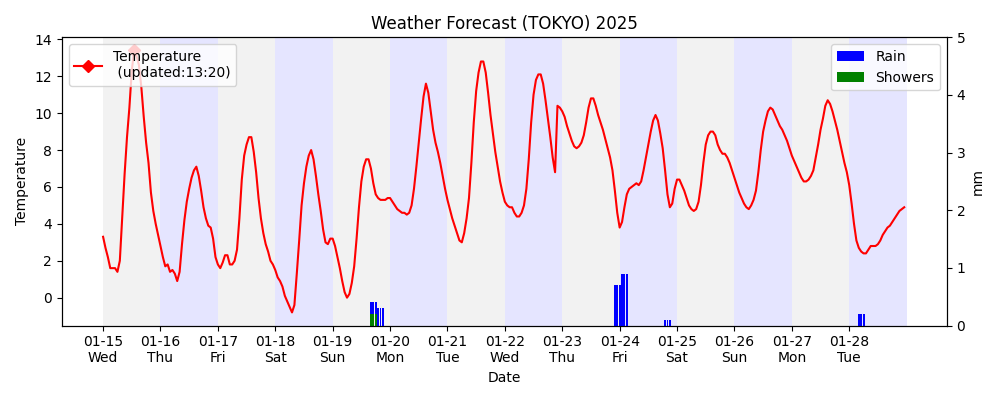 Weather Forecast (TOKYO) 2025
Temperature
(updated:13:20)
Rain
Showers
14
12
10
8
6
4
2
0
Temperature
5
4
3
2
1
0
mm
01-15 01-16 01-17 01-18 01-19 01-20 01-21 01-22 01-23 01-24 01-25 01-26 01-27 01-28
Wed Thu Fri Sat Sun Mon Tue Wed Thu Fri Sat Sun Mon Tue
Date